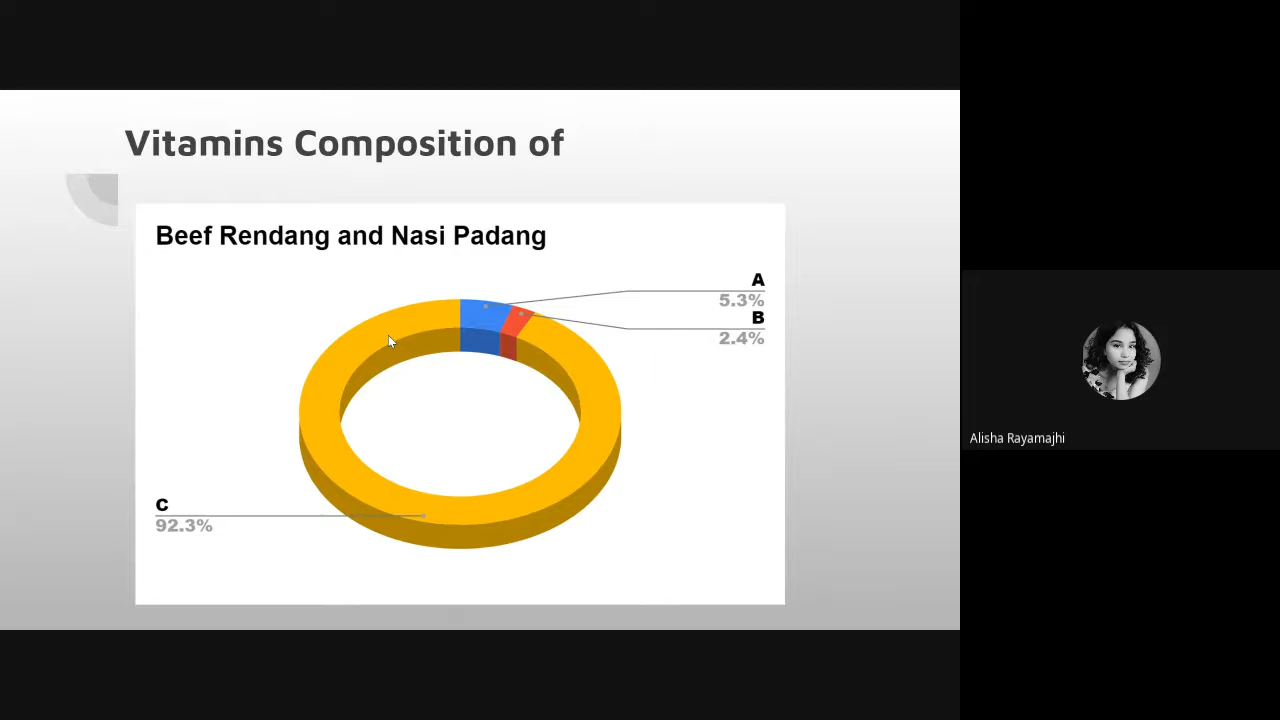 Vitamins Composition of
Beef Rendang and Nasi Padang
A
5.3%
B
2.4%
C
92.3%
Alisha Rayamajhi